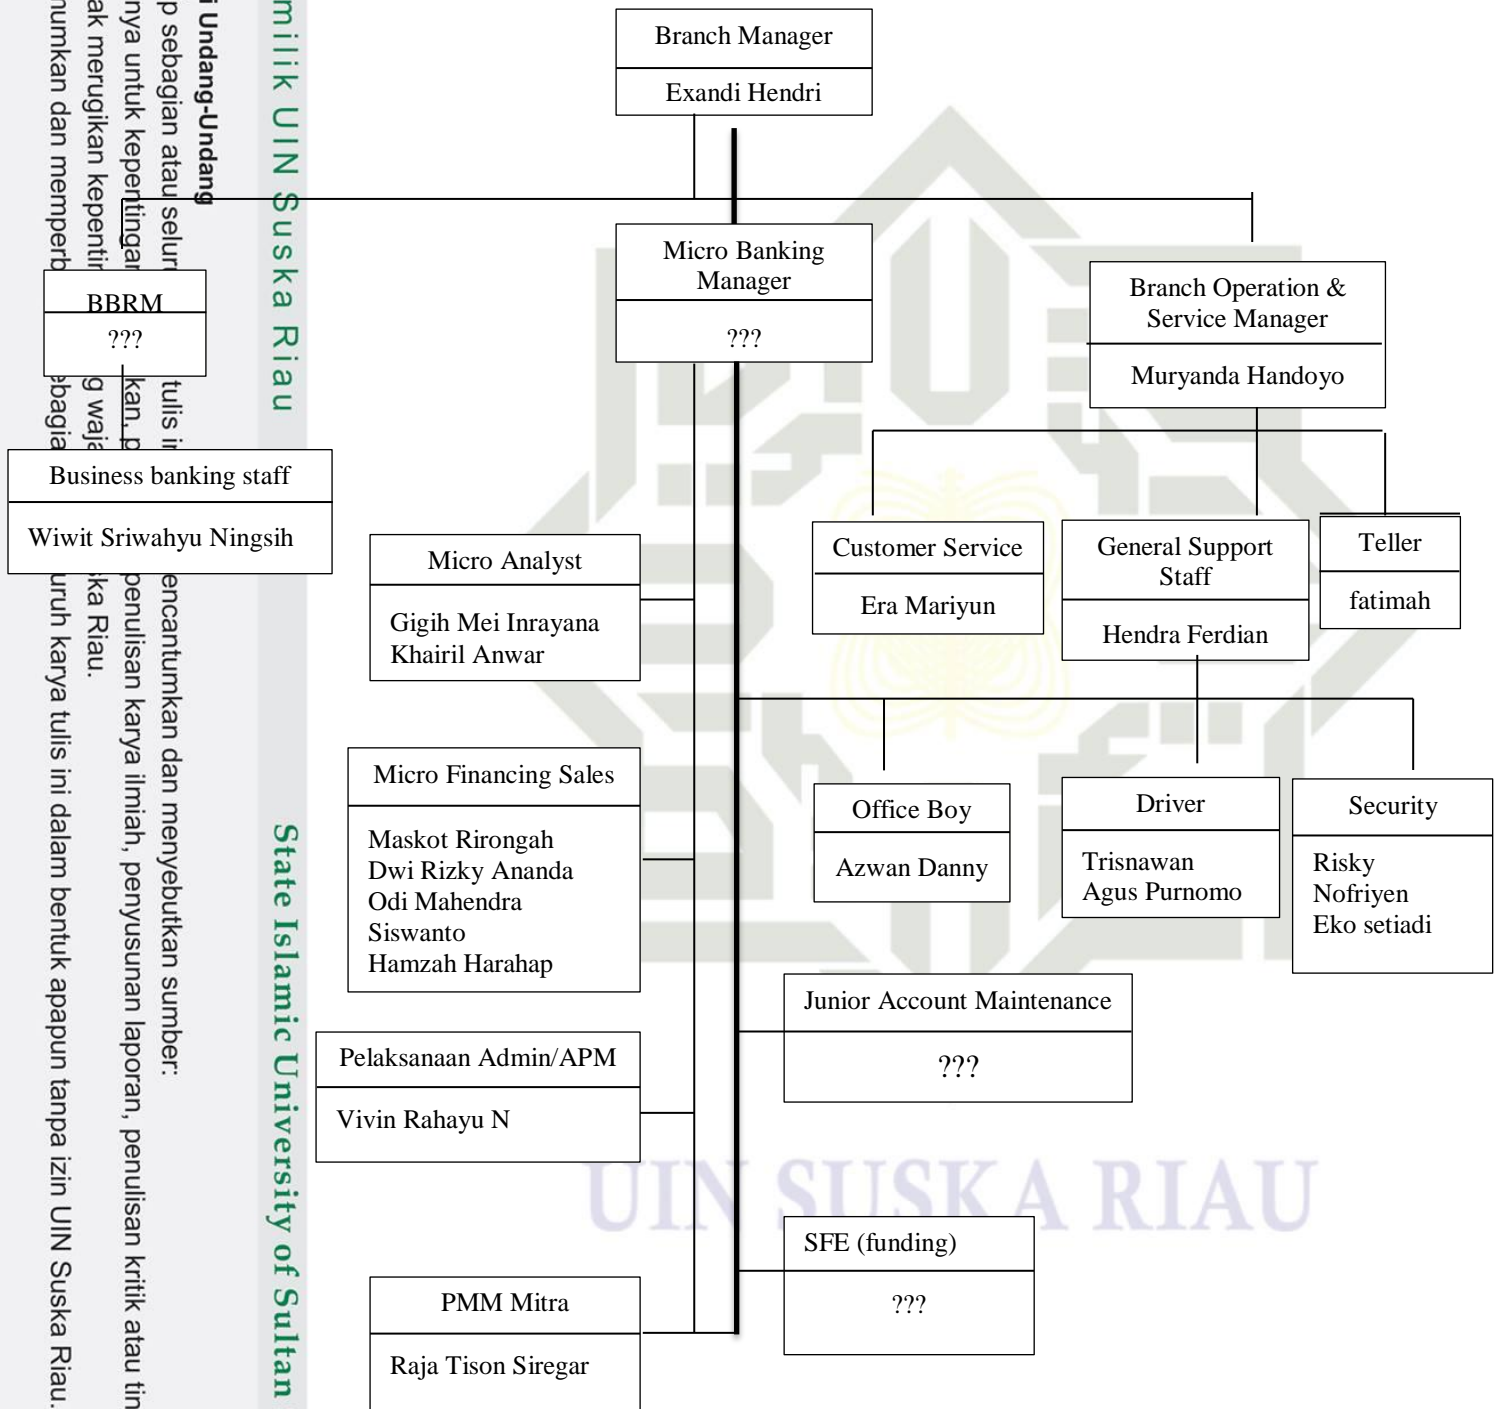 Branch Manager
Exandi Hendri
Micro Banking
Manager
???
BBRM
???
Business banking staff
Wiwit Sriwahyu Ningsih
Branch Operation &
Service Manager
Muryanda Handoyo
Customer Service
Era Mariyun
General Support
Staff
Hendra Ferdian
Teller
fatimah
Micro Analyst
Gigih Mei Inrayana
Khairil Anwar
Micro Financing Sales
Maskot Rirongah
Dwi Rizky Ananda
Odi Mahendra
Siswanto
Hamzah Harahap
Office Boy
Azwan Danny
Driver
Trisnawan
Agus Purnomo
Security
Risky
Nofriyen
Eko setiadi
Pelaksanaan Admin/APM
Vivin Rahayu N
Junior Account Maintenance
???
SFE (funding)
???
PMM Mitra
Raja Tison Siregar
UIN SUSKA RIAU
milik UIN Suska Riau
State Islamic University of Sultan
Undang-Undang
sebagian atau tulis encantumkan dan menyebutkan sumber:
untuk penulisan karya ilmiah, penyusunan laporan, penulisan kritik atau
merugikan Riau.
dan karya tulis ini dalam bentuk apapun tanpa izin UIN Suska Riau.